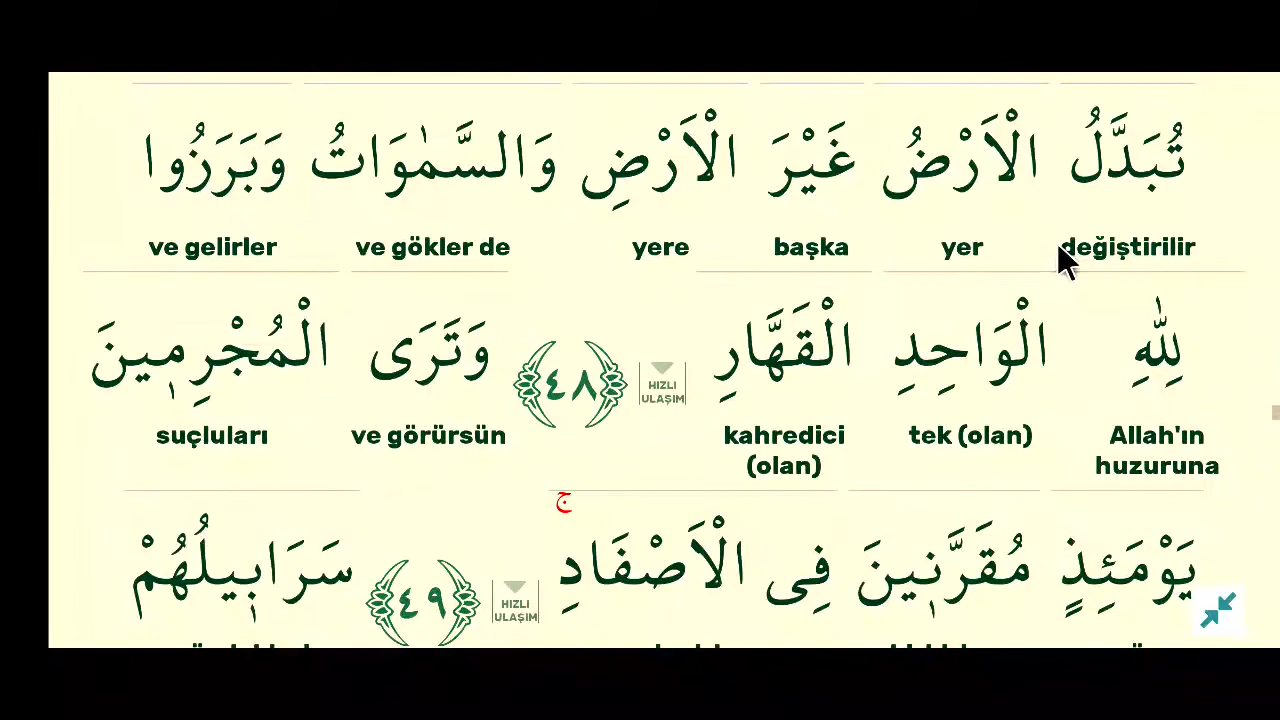 تُبَدَّلُ الْاَرْضُ غَيْرَ الْاَرْضِ وَالسَّمٰوَاتُ وَبَرَزُوا
değiştirilir yer başka yere ve gökler de ve gelirler
لِلّٰهِ الْوَاحِدِ الْقَهَّارِ ﴿٤٨﴾ وَتَرَى الْمُجْرِم۪ينَ
HIZLI ULAŞIM
Allah'ın huzuruna tek (olan) kahredici (olan) ve görürsün suçluları
يَوْمَئِذٍ مُقَرَّن۪ينَ فِى الْاَصْفَادِۚ ﴿٤٩﴾ سَرَاب۪يلُهُمْ
HIZLI ULAŞIM